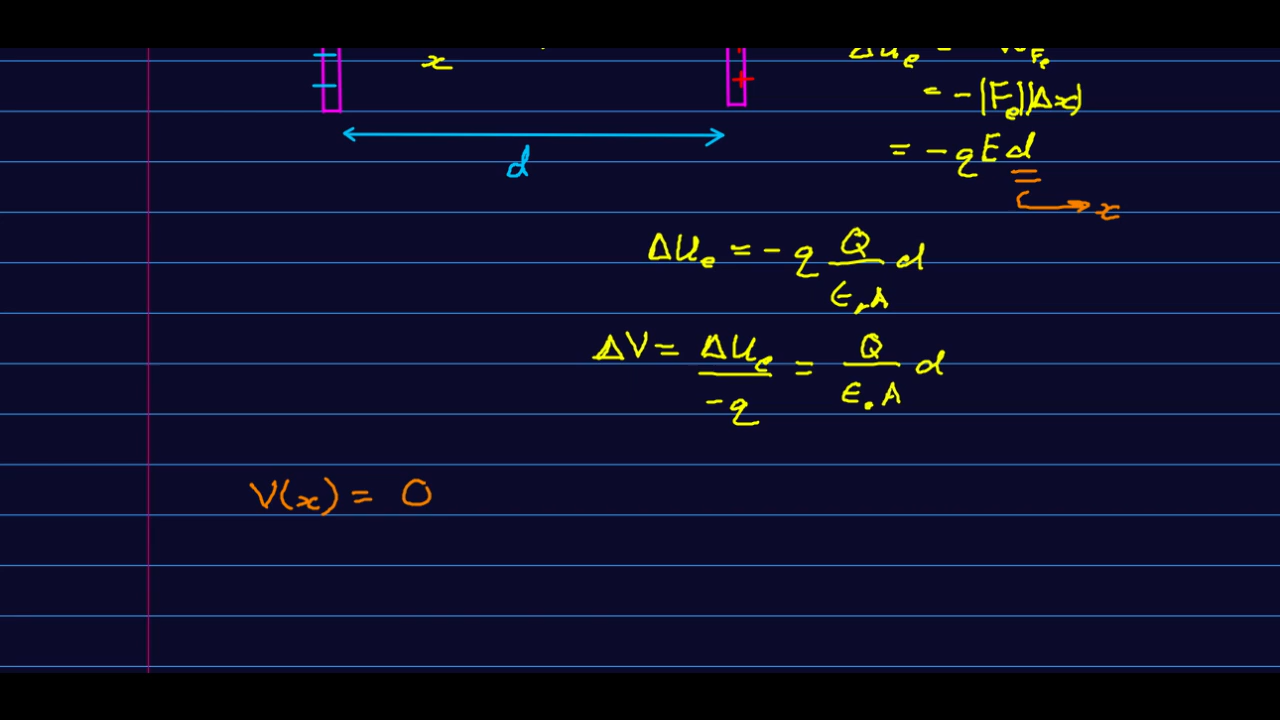 x
= -|F_e||Δx|
= -qEd
x
d
ΔU_e = -q Q/(ε₀A) d
ΔV = ΔU_e/(-q) = Q/(ε₀A) d
V(x) = 0